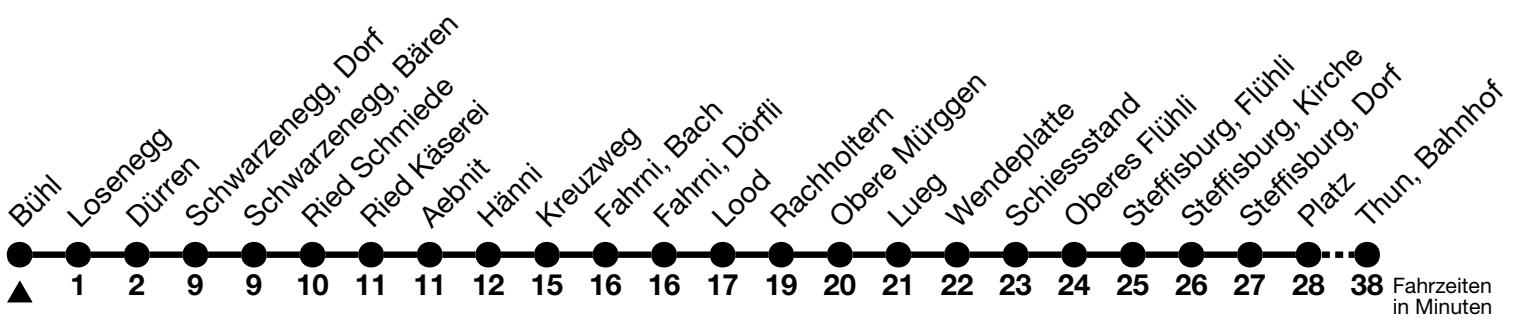 Bühl
Losenegg
Dürren
Schwarzenegg, Dorf
Schwarzenegg, Bären
Ried Schmiede
Ried Käserei
Aebnit
Hänni
Kreuzweg
Fahrni, Bach
Fahrni, Dörfli
Lood
Rachholtern
Obere Mürggen
Lueg
Wendeplatte
Schiessstand
Oberes Flühli
Steffisburg, Flühli
Steffisburg, Kirche
Steffisburg, Dorf
Platz
Thun, Bahnhof
1 2 9 9 10 11 11 12 15 16 16 17 19 20 21 22 23 24 25 26 27 28 38 Fahrzeiten
in Minuten